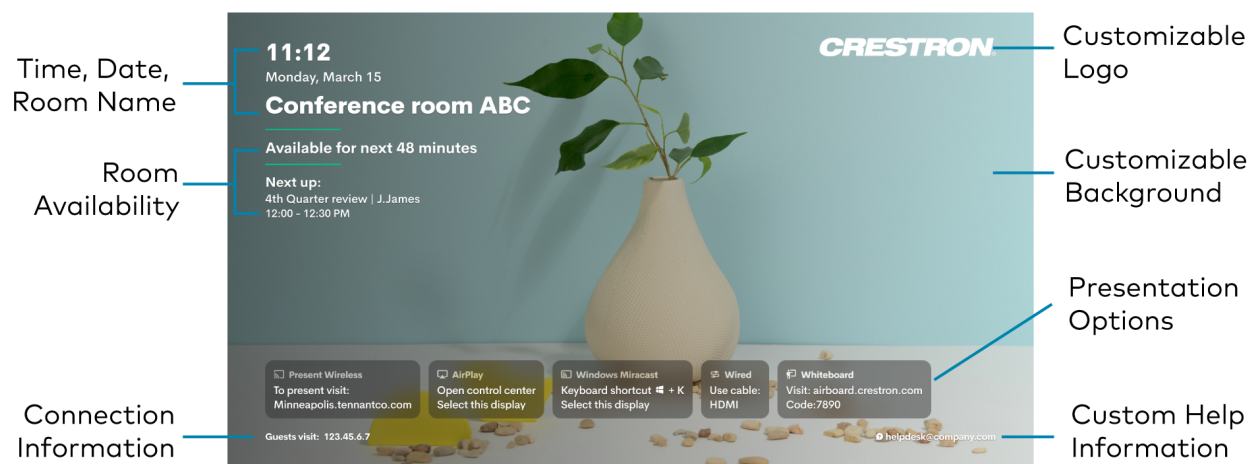 Time, Date,
Room Name
Room
Availability
Connection
Information
11:12
Monday, March 15
Conference room ABC
Available for next 48 minutes
Next up:
4th Quarter review | J.James
12:00 - 12:30 PM
CRESTRON
Present Wireless
To present visit:
Minneapolis.tennantco.com
AirPlay
Open control center
Select this display
Windows Miracast
Keyboard shortcut + K
Select this display
Wired
Use cable:
HDMI
Whiteboard
Visit: airboard.crestron.com
Code:7890
Guests visit: 123.45.6.7
helpdesk@company.com
Customizable
Logo
Customizable
Background
Presentation
Options
Custom Help
Information